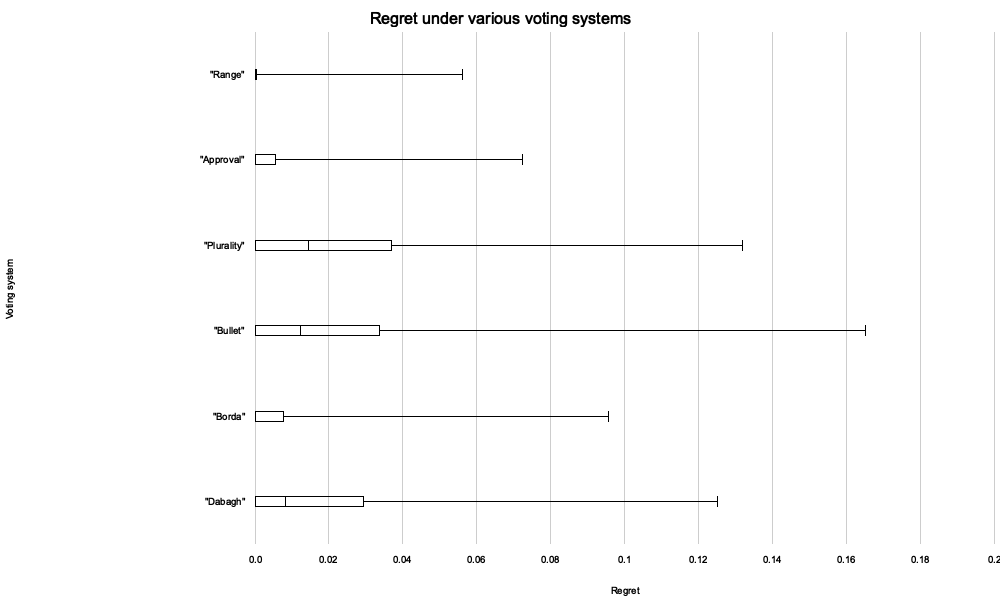 Regret under various voting systems
"Range"
"Approval"
"Plurality"
Voting system
"Bullet"
"Borda"
"Dabagh"
0.0 0.02 0.04 0.06 0.08 0.1 0.12 0.14 0.16 0.18 0.2
Regret